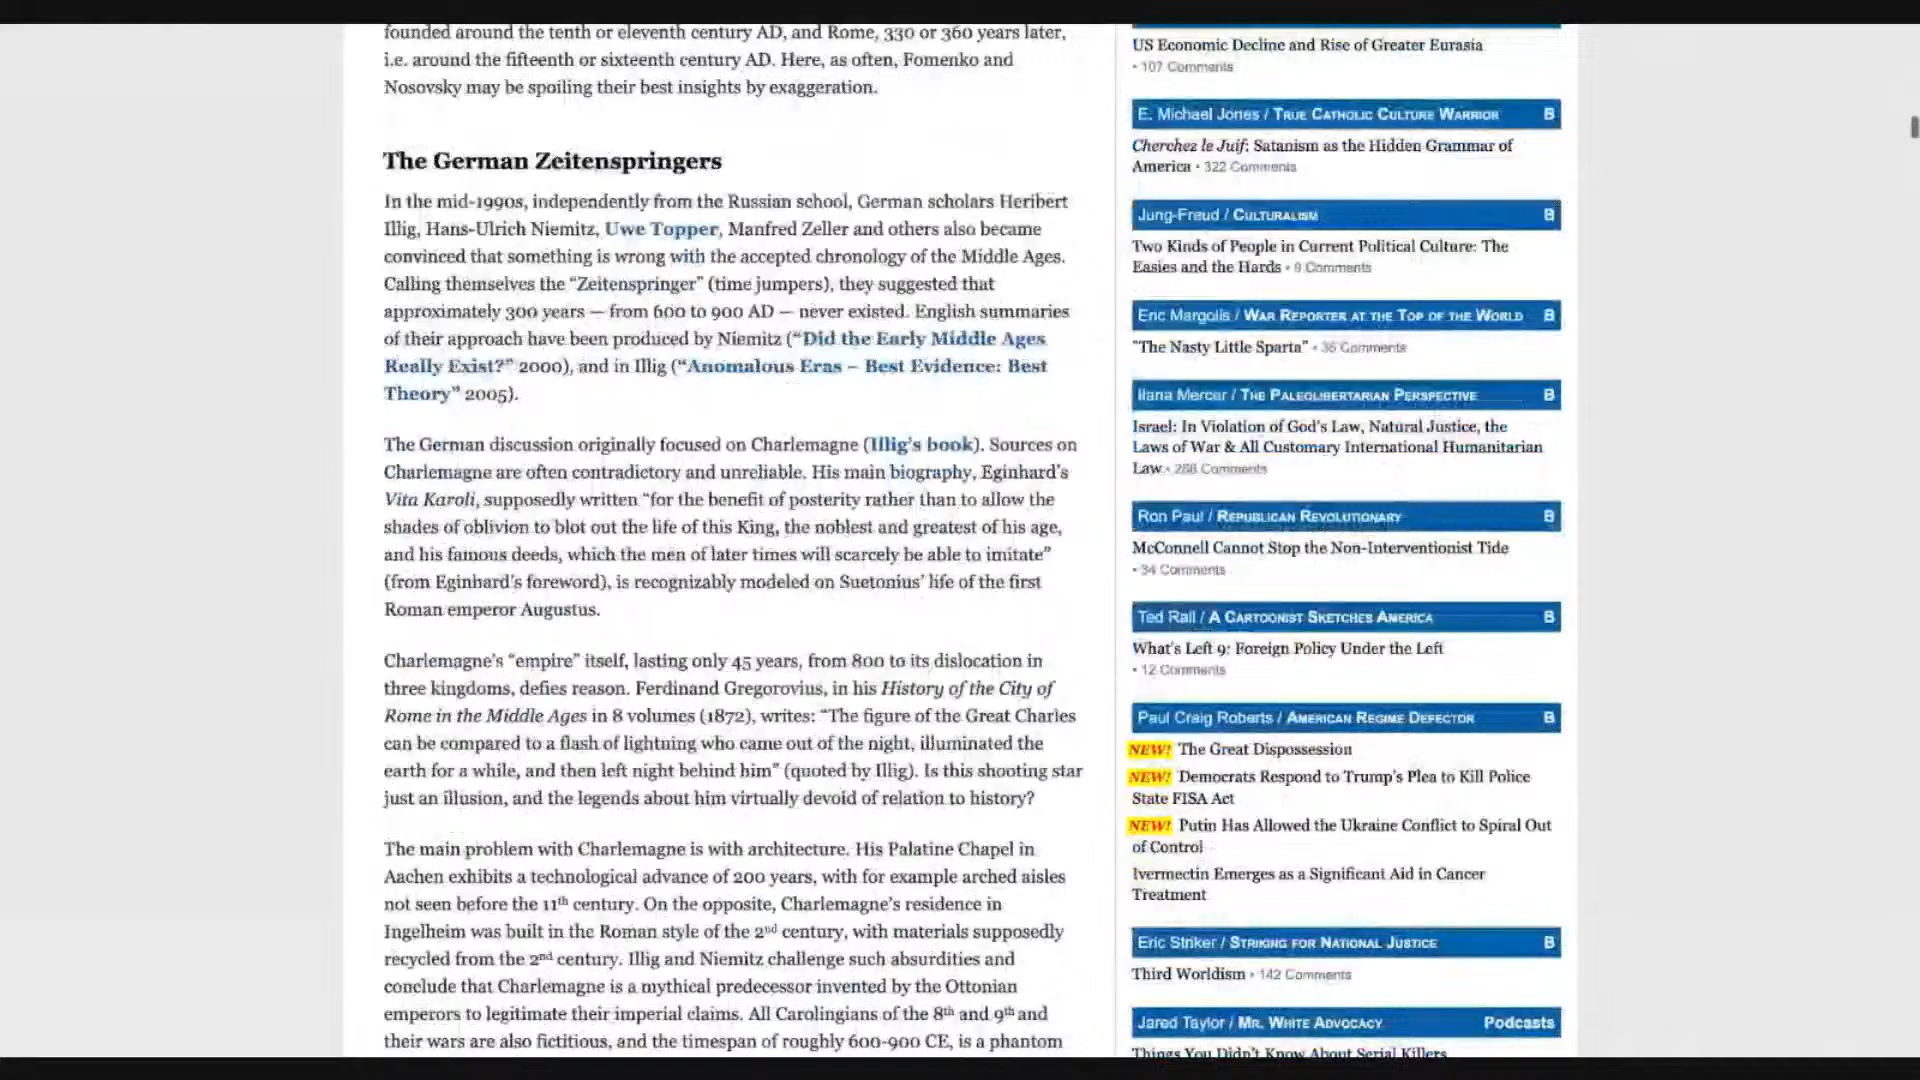 founded around the tenth or eleventh century AD, and Rome, 330 or 360 years later,
i.e. around the fifteenth or sixteenth century AD. Here, as often, Fomenko and
Nosovsky may be spoiling their best insights by exaggeration.
The German Zeitenspringers
In the mid-1990s, independently from the Russian school, German scholars Heribert
Illig, Hans-Ulrich Niemitz, Uwe Topper, Manfred Zeller and others also became
convinced that something is wrong with the accepted chronology of the Middle Ages.
Calling themselves the “Zeitenspringer” (time jumpers), they suggested that
approximately 300 years — from 600 to 900 AD — never existed. English summaries
of their approach have been produced by Niemitz (“Did the Early Middle Ages
Really Exist?” 2000), and in Illig (“Anomalous Eras – Best Evidence: Best
Theory” 2005).
The German discussion originally focused on Charlemagne (Illig’s book). Sources on
Charlemagne are often contradictory and unreliable. His main biography, Eginhard’s
Vita Karoli, supposedly written “for the benefit of posterity rather than to allow the
shades of oblivion to blot out the life of this King, the noblest and greatest of his age,
and his famous deeds, which the men of later times will scarcely be able to imitate”
(from Eginhard’s foreword), is recognizably modeled on Suetonius’ life of the first
Roman emperor Augustus.
Charlemagne’s “empire” itself, lasting only 45 years, from 800 to its dislocation in
three kingdoms, defies reason. Ferdinand Gregorovius, in his History of the City of
Rome in the Middle Ages in 8 volumes (1872), writes: “The figure of the Great Charles
can be compared to a flash of lightning who came out of the night, illuminated the
earth for a while, and then left night behind him” (quoted by Illig). Is this shooting star
just an illusion, and the legends about him virtually devoid of relation to history?
The main problem with Charlemagne is with architecture. His Palatine Chapel in
Aachen exhibits a technological advance of 200 years, with for example arched aisles
not seen before the 11th century. On the opposite, Charlemagne’s residence in
Ingelheim was built in the Roman style of the 2nd century, with materials supposedly
recycled from the 2nd century. Illig and Niemitz challenge such absurdities and
conclude that Charlemagne is a mythical predecessor invented by the Ottonian
emperors to legitimate their imperial claims. All Carolingians of the 8th and 9th and
their wars are also fictitious, and the timespan of roughly 600-900 CE, is a phantom
US Economic Decline and Rise of Greater Eurasia
• 107 Comments
E. Michael Jones / True Catholic Culture Warrior B
Cherchez le Juif: Satanism as the Hidden Grammar of
America • 322 Comments
Jung-Freud / Culturalism B
Two Kinds of People in Current Political Culture: The
Easies and the Hards • 9 Comments
Eric Margolis / War Reporter at the Top of the World B
“The Nasty Little Sparta” • 36 Comments
Ilana Mercer / The Paleolibertarian Perspective B
Israel: In Violation of God’s Law, Natural Justice, the
Laws of War & All Customary International Humanitarian
Law • 288 Comments
Ron Paul / Republican Revolutionary B
McConnell Cannot Stop the Non-Interventionist Tide
• 34 Comments
Ted Rall / A Cartoonist Sketches America B
What’s Left 9: Foreign Policy Under the Left
• 12 Comments
Paul Craig Roberts / American Regime Defector B
NEW! The Great Dispossession
NEW! Democrats Respond to Trump’s Plea to Kill Police
State FISA Act
NEW! Putin Has Allowed the Ukraine Conflict to Spiral Out
of Control
Ivermectin Emerges as a Significant Aid in Cancer
Treatment
Eric Striker / Striking for National Justice B
Third Worldism • 142 Comments
Jared Taylor / Mr. White Advocacy Podcasts
Things You Didn’t Know About Serial Killers